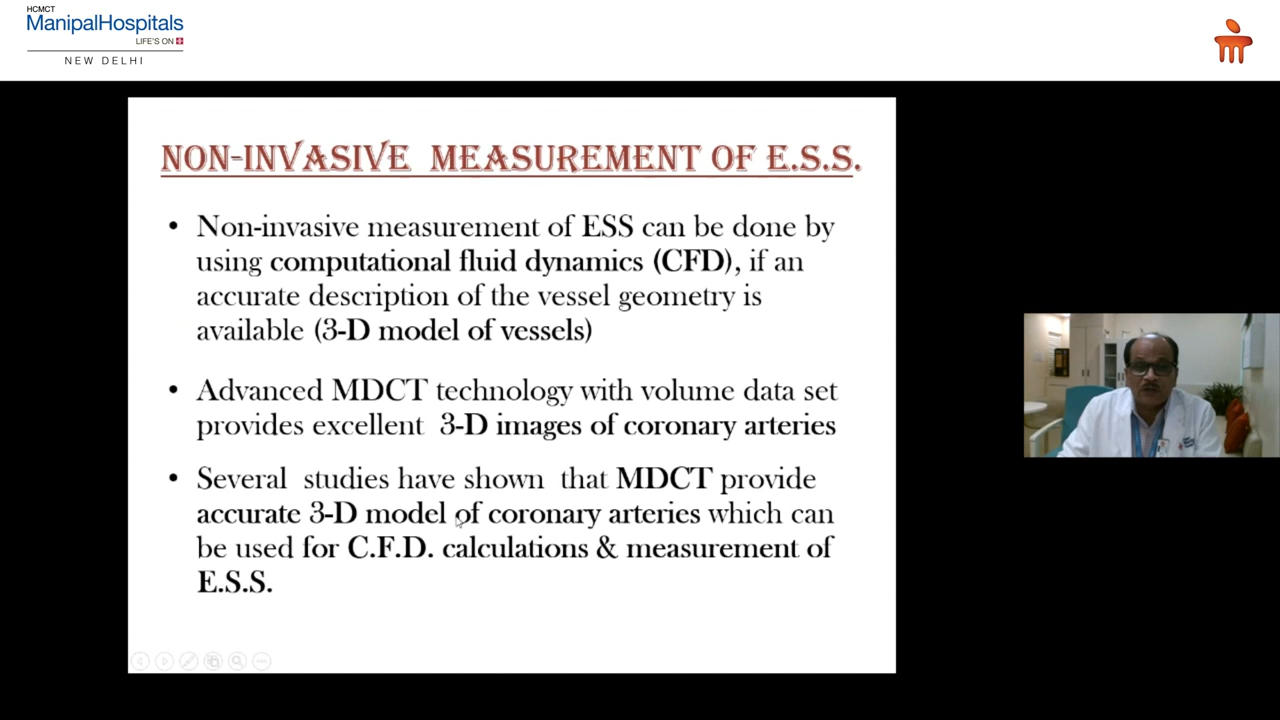 HCMCT
ManipalHospitals
LIFE'S ON
NEW DELHI
NON-INVASIVE MEASUREMENT OF E.S.S.
• Non-invasive measurement of ESS can be done by
using computational fluid dynamics (CFD), if an
accurate description of the vessel geometry is
available (3-D model of vessels)
• Advanced MDCT technology with volume data set
provides excellent 3-D images of coronary arteries
• Several studies have shown that MDCT provide
accurate 3-D model of coronary arteries which can
be used for C.F.D. calculations & measurement of
E.S.S.